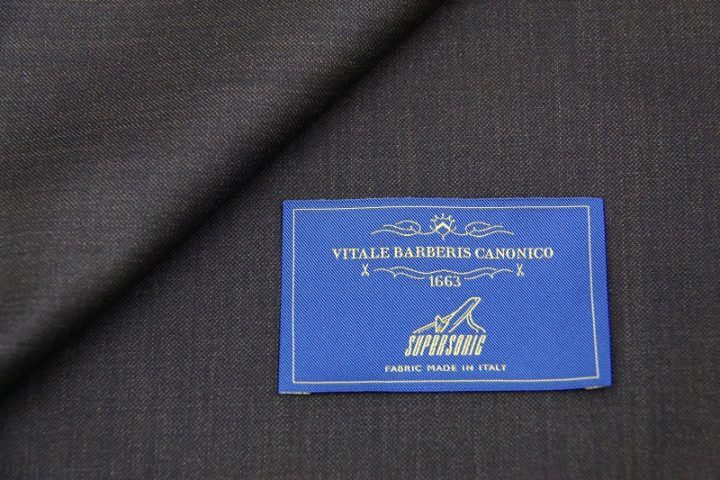 VITALE BARBERIS CANONICO
1663
SUPERSONIC
FABRIC MADE IN ITALY